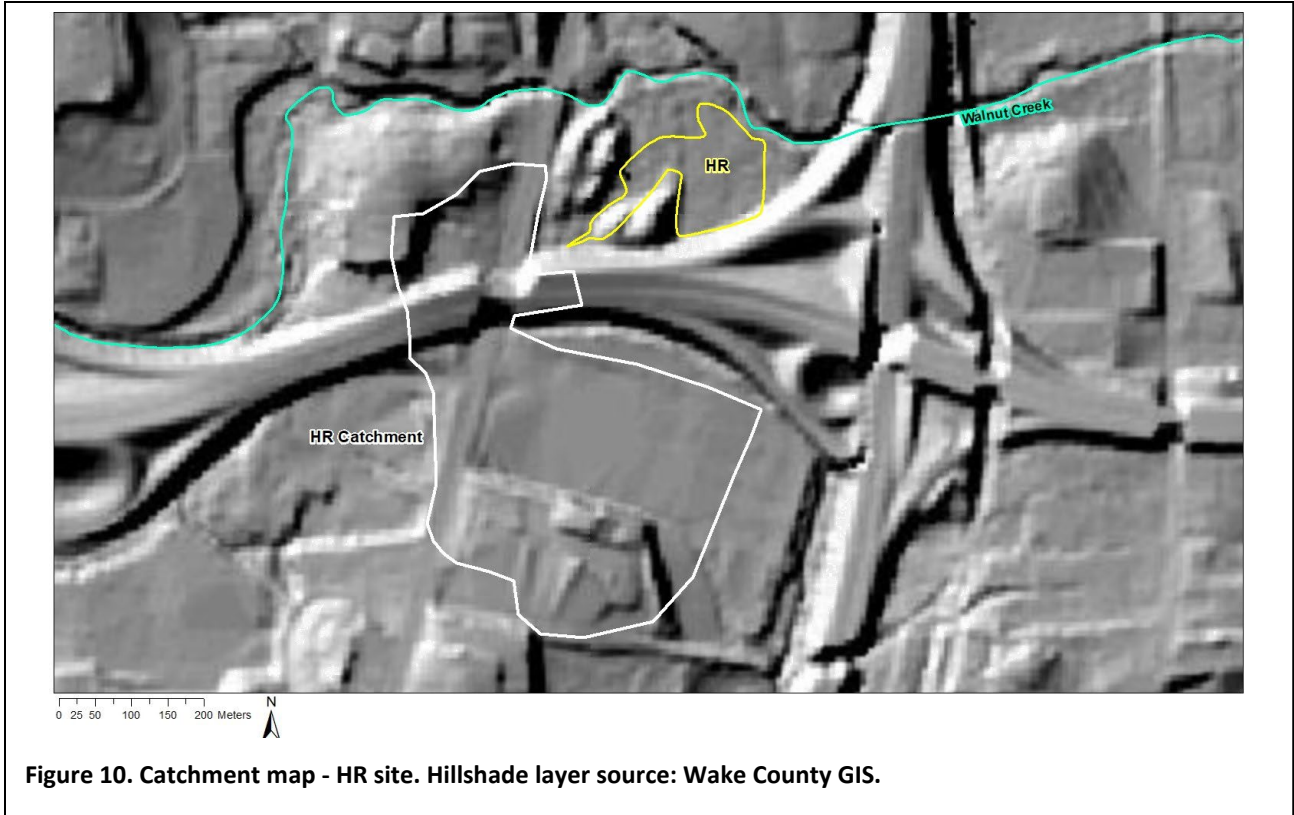 Walnut Creek
HR
HR Catchment
0 25 50 100 150 200 Meters
N
Figure 10. Catchment map - HR site. Hillshade layer source: Wake County GIS.